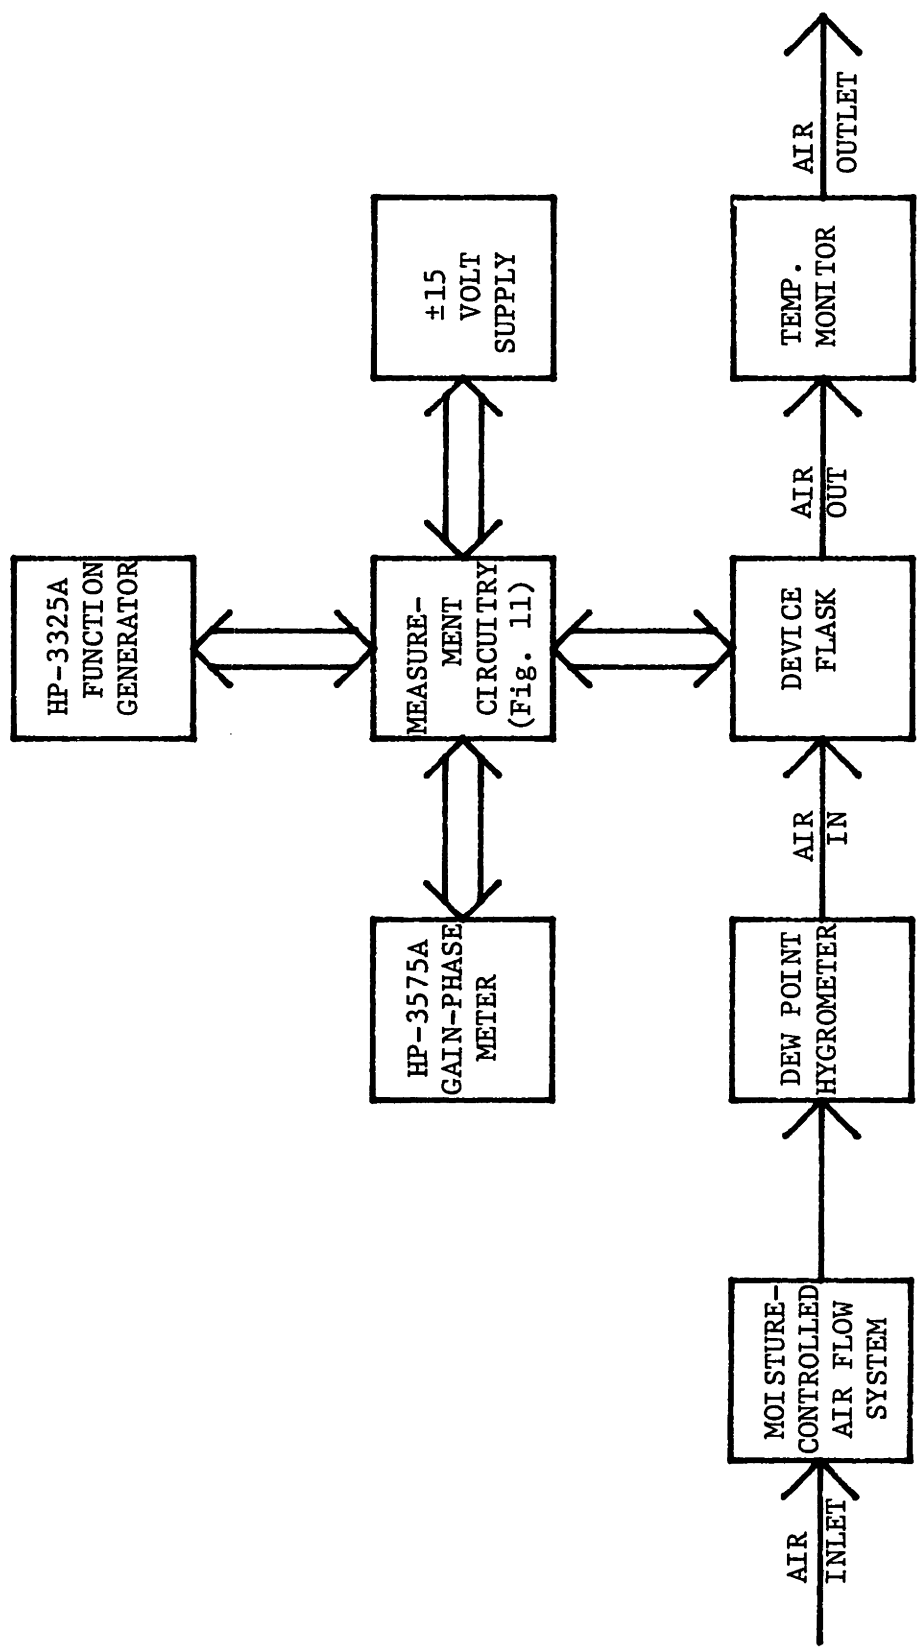 HP-3325A
FUNCTION
GENERATOR
HP-3575A
GAIN-PHASE
METER
MEASURE-
MENT
CIRCUITRY
(Fig. 11)
±15
VOLT
SUPPLY
AIR
INLET
MOISTURE-
CONTROLLED
AIR FLOW
SYSTEM
DEW POINT
HYGROMETER
AIR
IN
DEVICE
FLASK
AIR
OUT
TEMP.
MONITOR
AIR
OUTLET